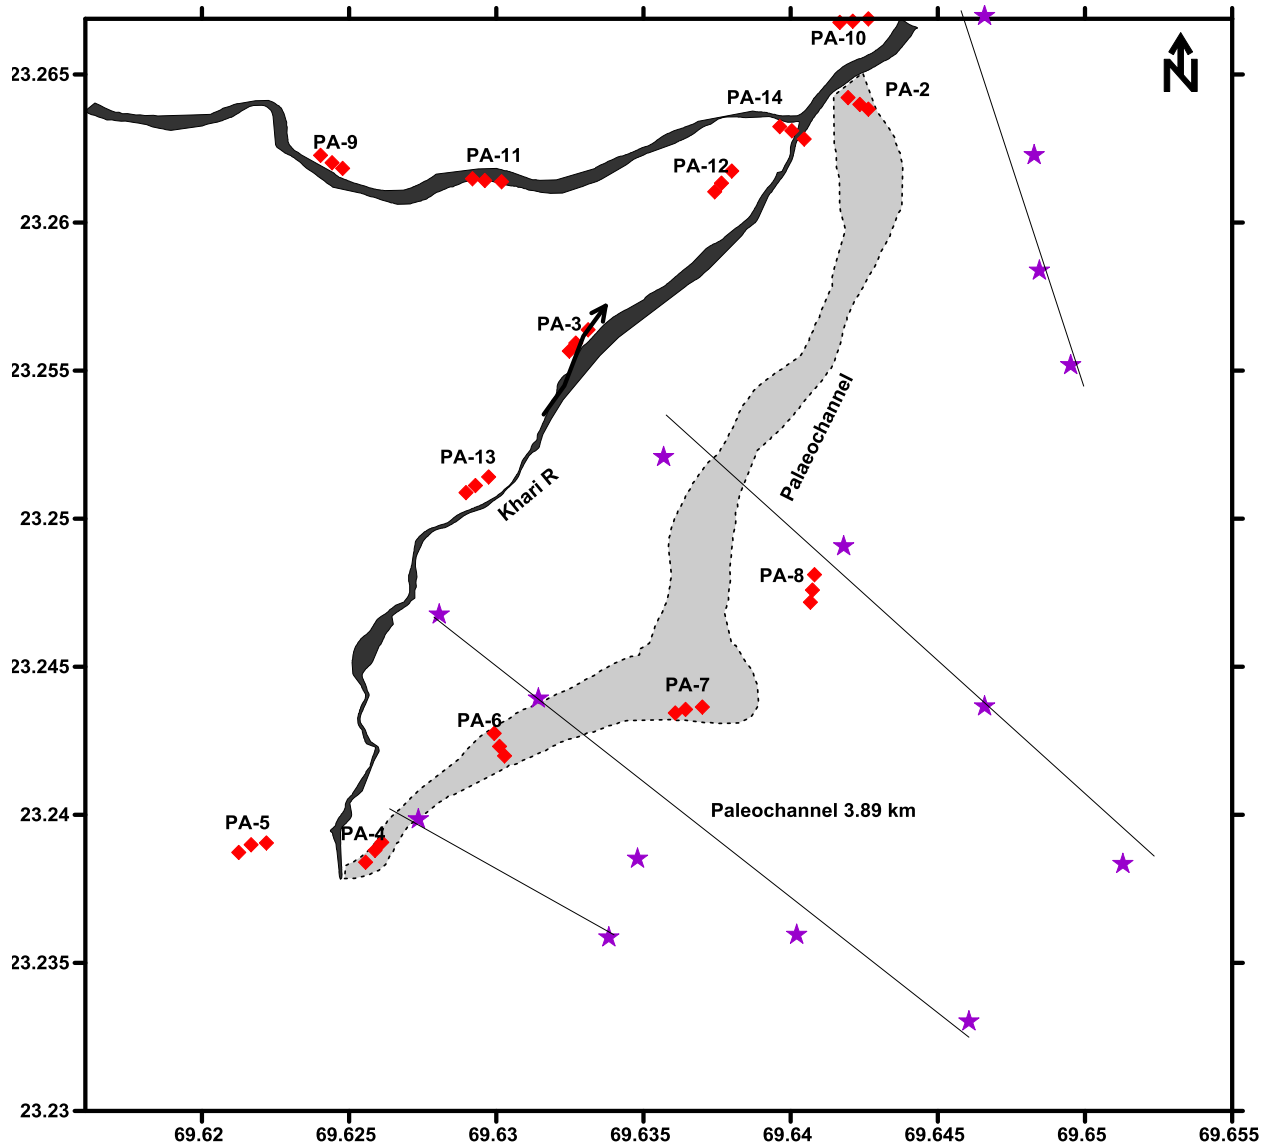 PA-10
N
23.265
PA-2
PA-14
PA-9
PA-11
PA-12
23.26
PA-3
23.255
Palaeochannel
PA-13
Khari R
23.25
PA-8
23.245
PA-7
PA-6
Paleochannel 3.89 km
23.24
PA-5
PA-4
23.235
23.23
69.62 69.625 69.63 69.635 69.64 69.645 69.65 69.655